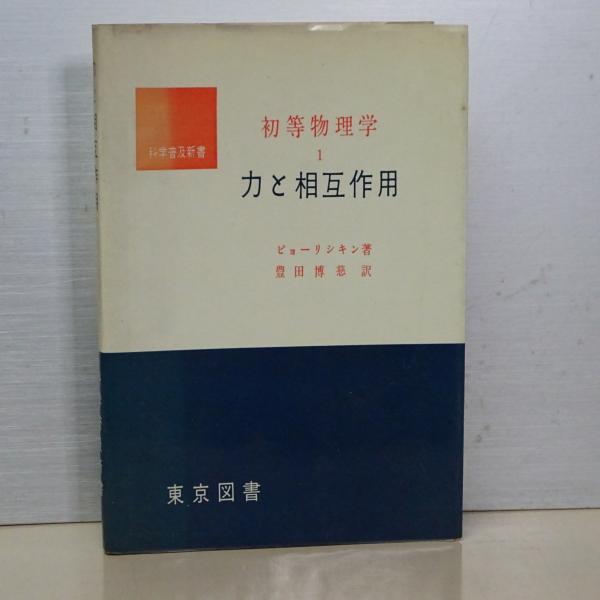 科学普及新書
初等物理学
1
力と相互作用
ピョーリシキン著
豊田博慈訳
東京図書